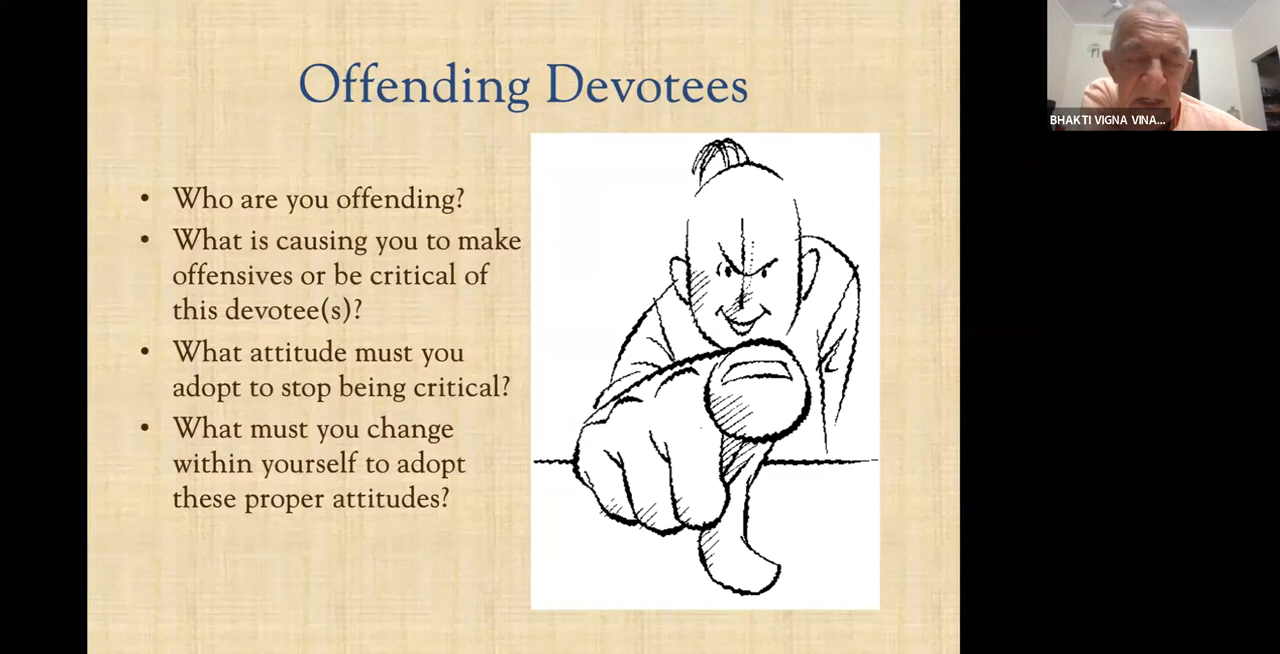 Offending Devotees
• Who are you offending?
• What is causing you to make
offensives or be critical of
this devotee(s)?
• What attitude must you
adopt to stop being critical?
• What must you change
within yourself to adopt
these proper attitudes?
BHAKTI VIGNA VINA...